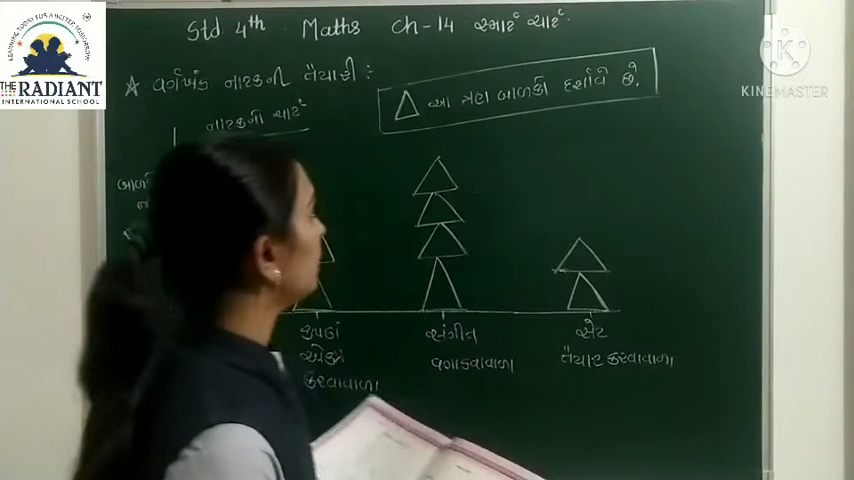 LEARNING TODAY FOR A BETTER TOMORROW
THE RADIANT
INTERNATIONAL SCHOOL
KINEMASTER
Std 4th Maths Ch-14 સ્માર્ટ ચાર્ટ.
☆ વર્ગખંડ નાટકની તૈયારી :
△ આ ત્રણ બાળકો દર્શાવે છે.
નાટકનો ચાર્ટ
કપડાં
એકત્ર
કરવાવાળા
સંગીત
વગાડવાવાળા
સેટ
તૈયાર કરવાવાળા